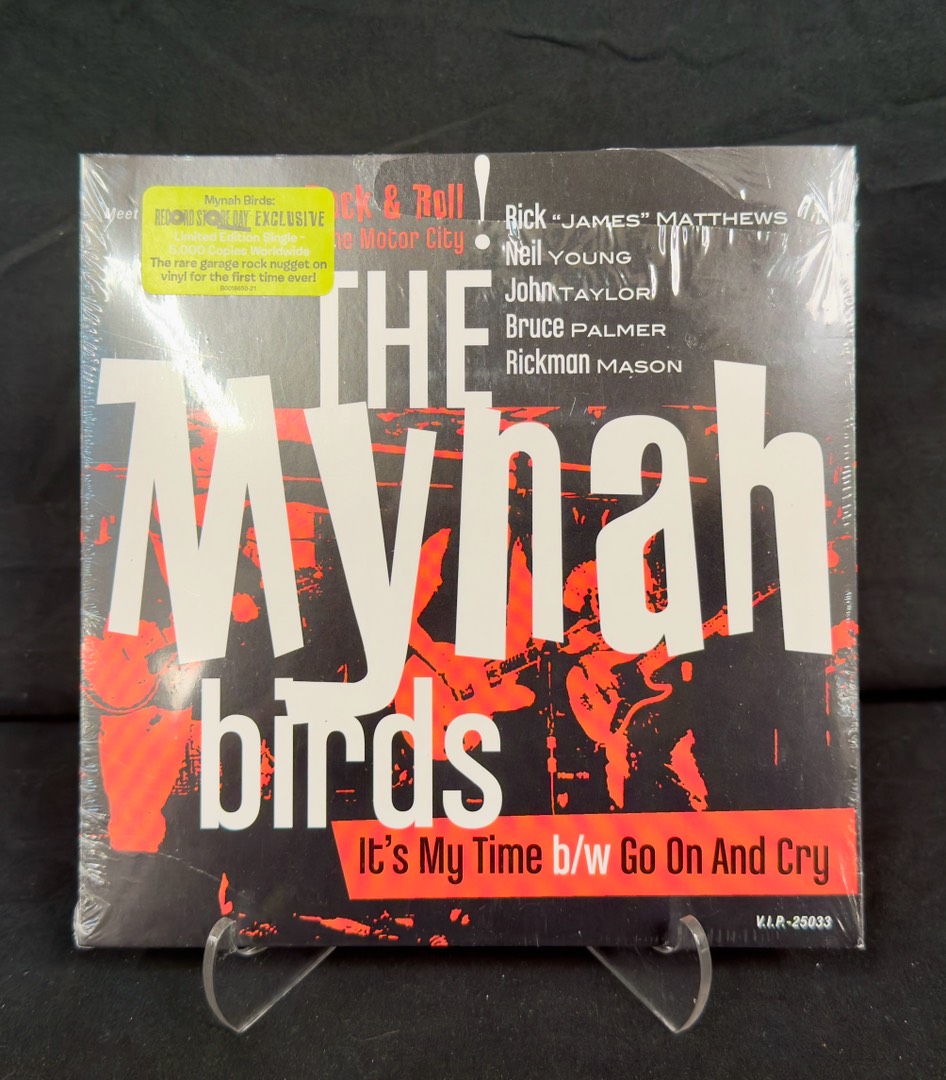 Meet
Mynah Birds:
RECORD STORE DAY EXCLUSIVE
Limited Edition Single -
5,000 Copies Worldwide
The rare garage rock nugget on
vinyl for the first time ever!
B0018650-21
ck & Roll !
he Motor City
Rick "JAMES" MATTHEWS
Neil YOUNG
John TAYLOR
Bruce PALMER
Rickman MASON
THE
Mynah
birds
It's My Time b/w Go On And Cry
V.I.P.-25033